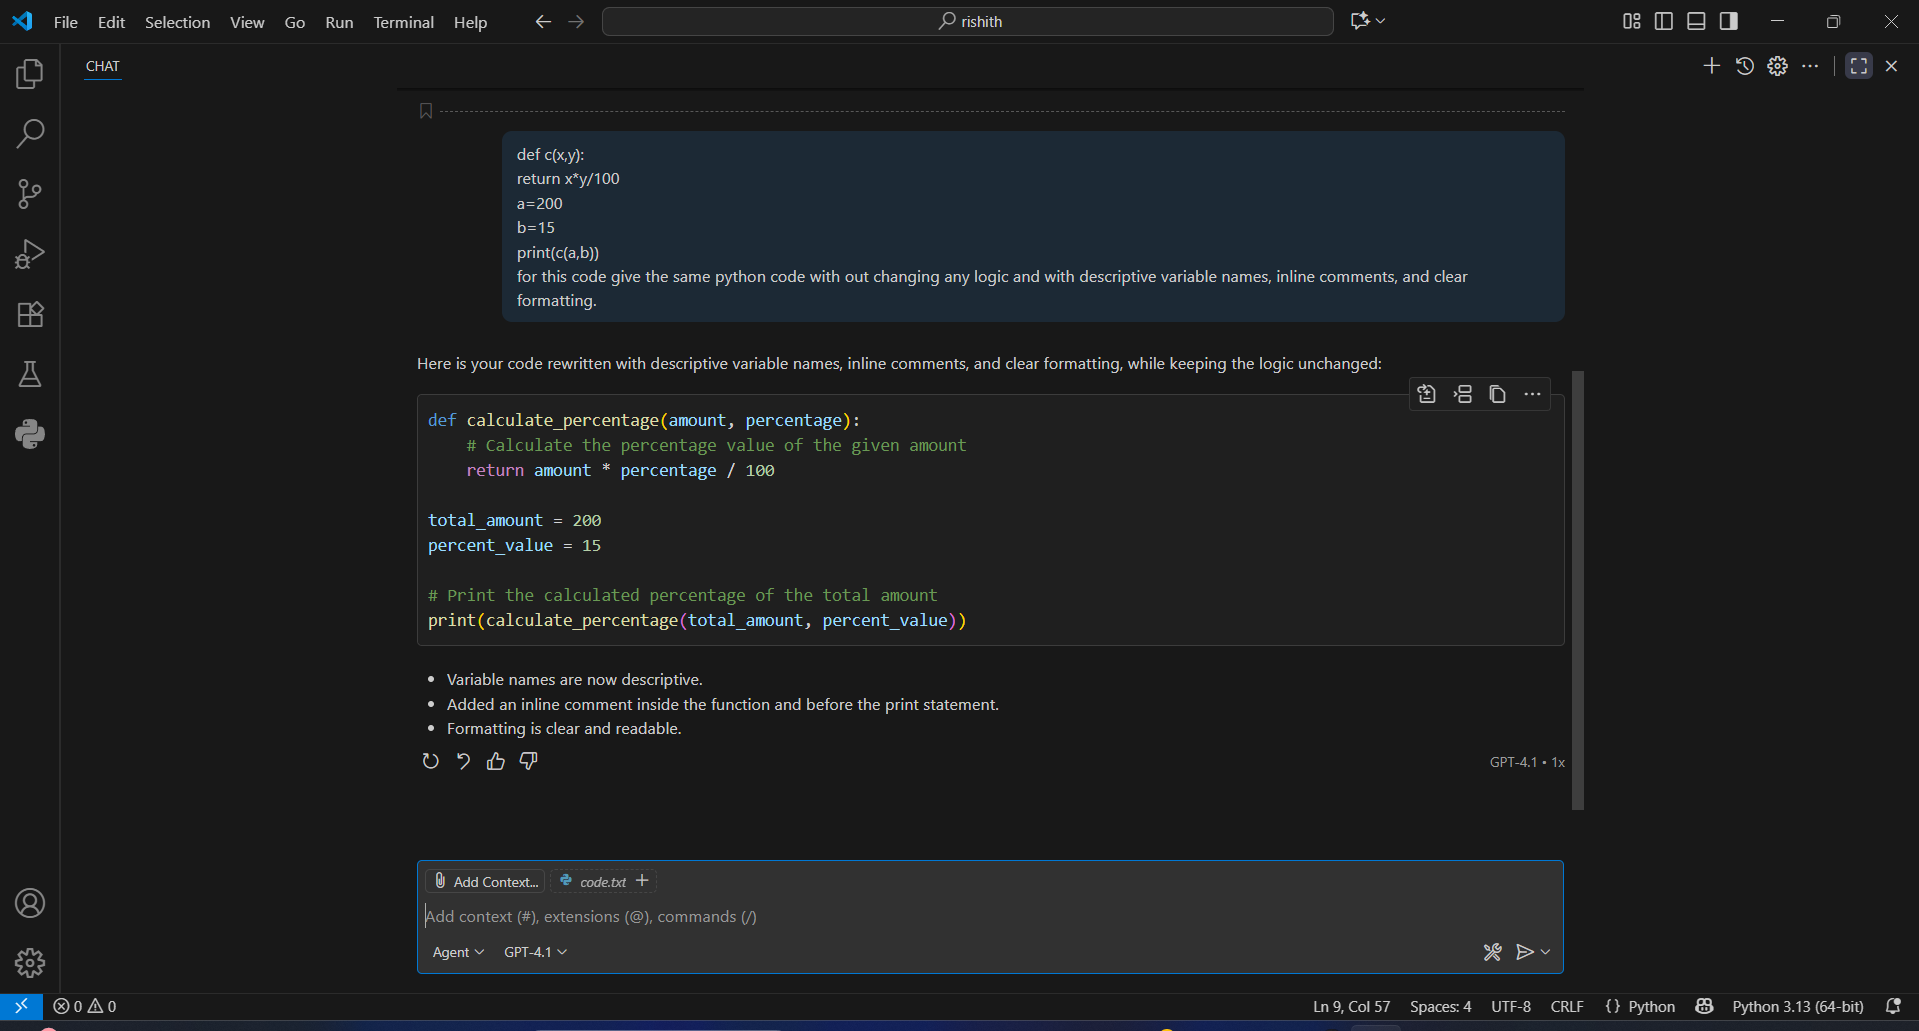 File Edit Selection View Go Run Terminal Help rishith
CHAT
def c(x,y):
return x*y/100
a=200
b=15
print(c(a,b))
for this code give the same python code with out changing any logic and with descriptive variable names, inline comments, and clear
formatting.
Here is your code rewritten with descriptive variable names, inline comments, and clear formatting, while keeping the logic unchanged:
def calculate_percentage(amount, percentage):
    # Calculate the percentage value of the given amount
    return amount * percentage / 100
total_amount = 200
percent_value = 15
# Print the calculated percentage of the total amount
print(calculate_percentage(total_amount, percent_value))
• Variable names are now descriptive.
• Added an inline comment inside the function and before the print statement.
• Formatting is clear and readable.
GPT-4.1 • 1x
Add Context... code.txt
Add context (#), extensions (@), commands (/)
Agent GPT-4.1
0 0 Ln 9, Col 57 Spaces: 4 UTF-8 CRLF {} Python Python 3.13 (64-bit)